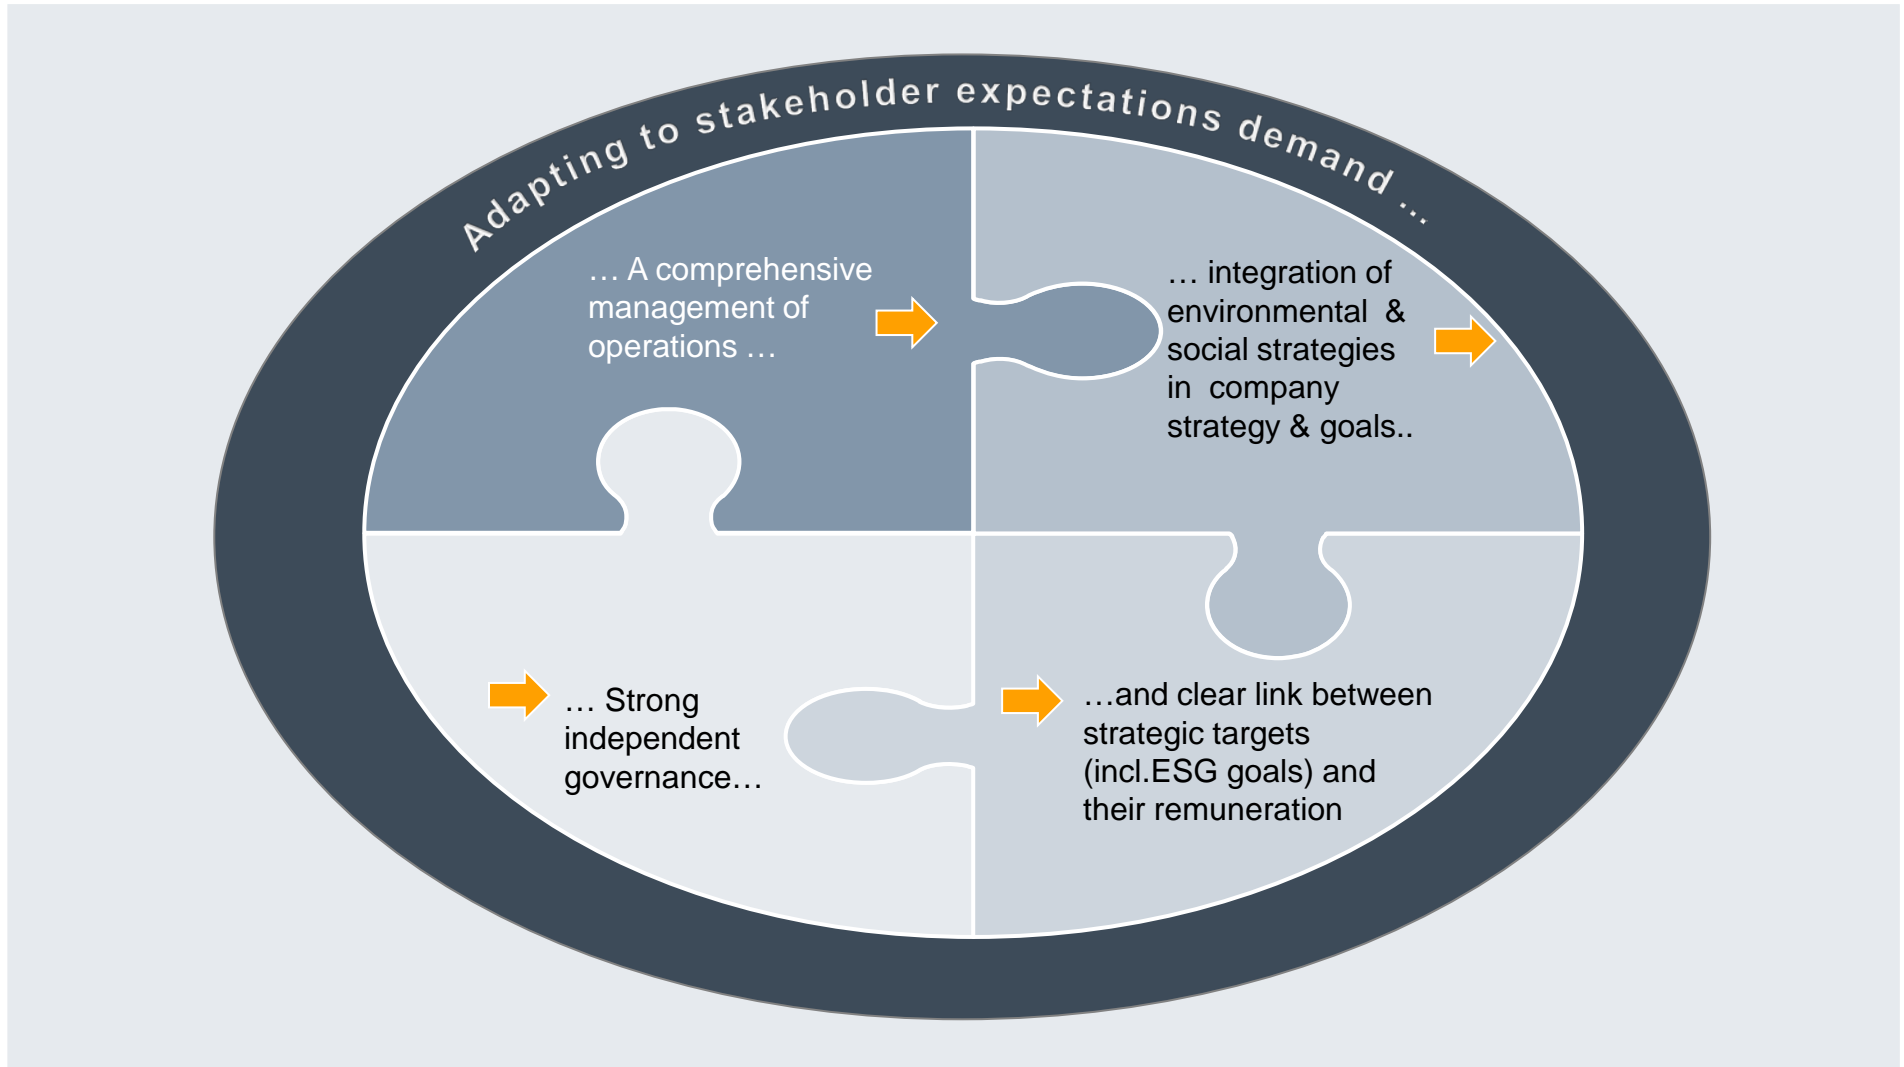 Adapting to stakeholder expectations demand ...
… A comprehensive
management of
operations …
… integration of
environmental &
social strategies
in company
strategy & goals..
… Strong
independent
governance…
…and clear link between
strategic targets
(incl.ESG goals) and
their remuneration